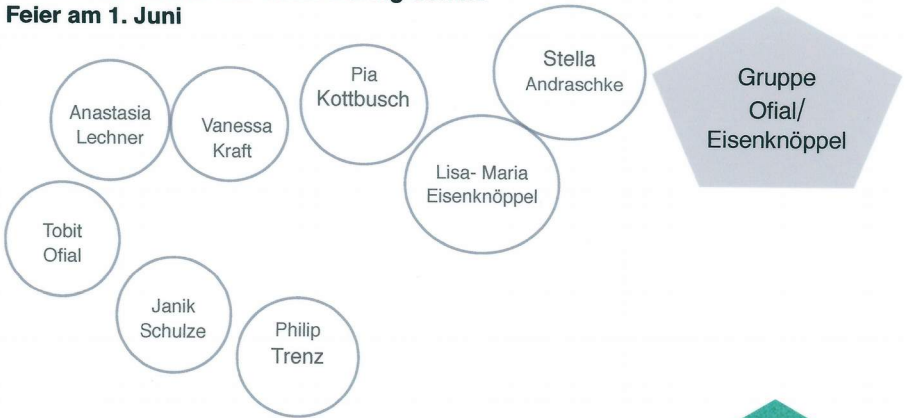 Feier am 1. Juni
Anastasia
Lechner
Vanessa
Kraft
Pia
Kottbusch
Stella
Andraschke
Lisa- Maria
Eisenknöppel
Gruppe
Ofial/
Eisenknöppel
Tobit
Ofial
Janik
Schulze
Philip
Trenz